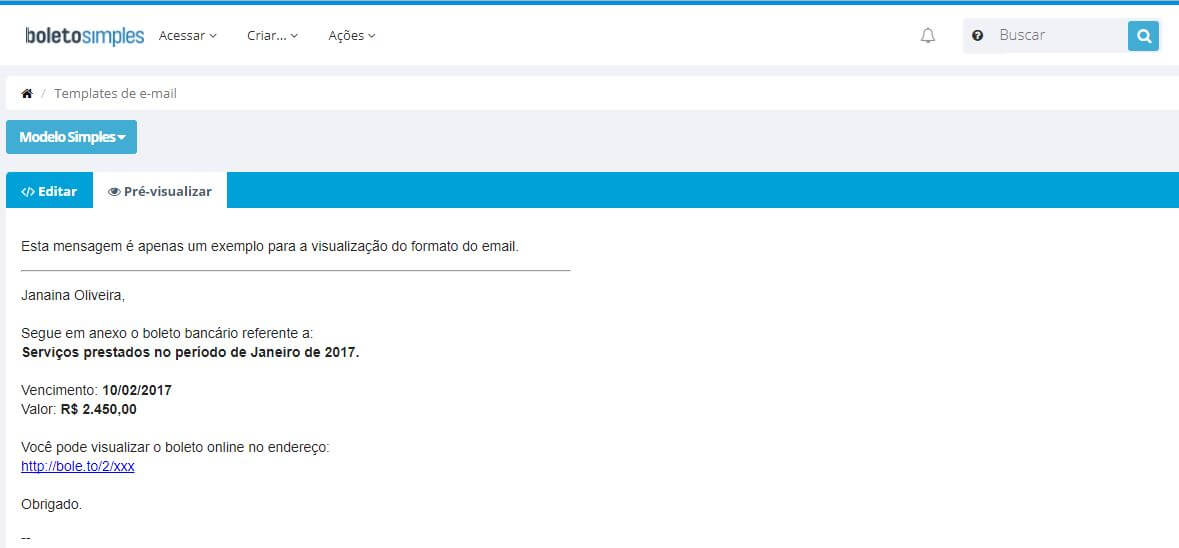 boletosimples Acessar Criar... Ações Buscar
/ Templates de e-mail
Modelo Simples
</> Editar Pré-visualizar
Esta mensagem é apenas um exemplo para a visualização do formato do email.
Janaina Oliveira,
Segue em anexo o boleto bancário referente a:
Serviços prestados no período de Janeiro de 2017.
Vencimento: 10/02/2017
Valor: R$ 2.450,00
Você pode visualizar o boleto online no endereço:
http://bole.to/2/xxx
Obrigado.
--